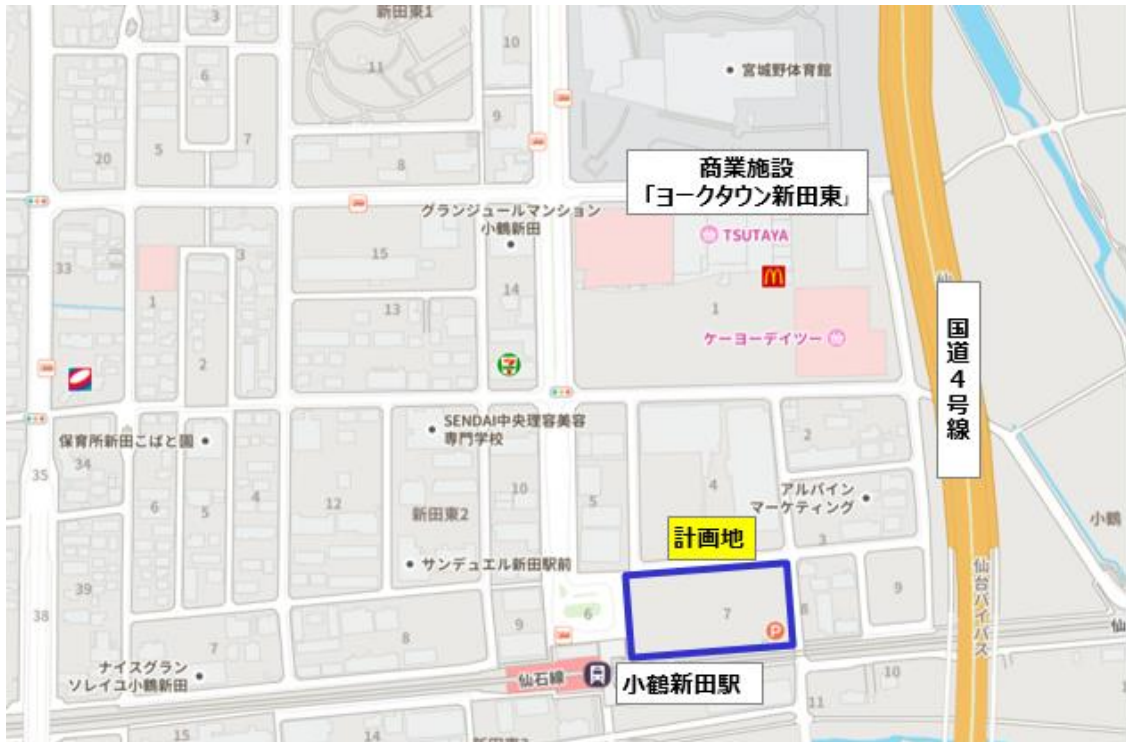 新田東1
3
10
11
宮城野体育館
6
9
7
20
5
8
商業施設
「ヨークタウン新田東」
グランジュールマンション
小鶴新田
TSUTAYA
33
3
15
14
1
13
1
ケーヨーデイツー
国道4号線
2
7
SENDAI中央理容美容
専門学校
保育所新田こばと園
2
34
35
6
5
4
12
10
5
4
アルパイン
マーケティング
新田東2
計画地
3
小鶴
サンデュエル新田駅前
仙台バイパス
39
38
6
7
8
9
P
9
8
7
仙
ナイスグラン
ソレイユ小鶴新田
仙石線
小鶴新田駅
10
11
15
14